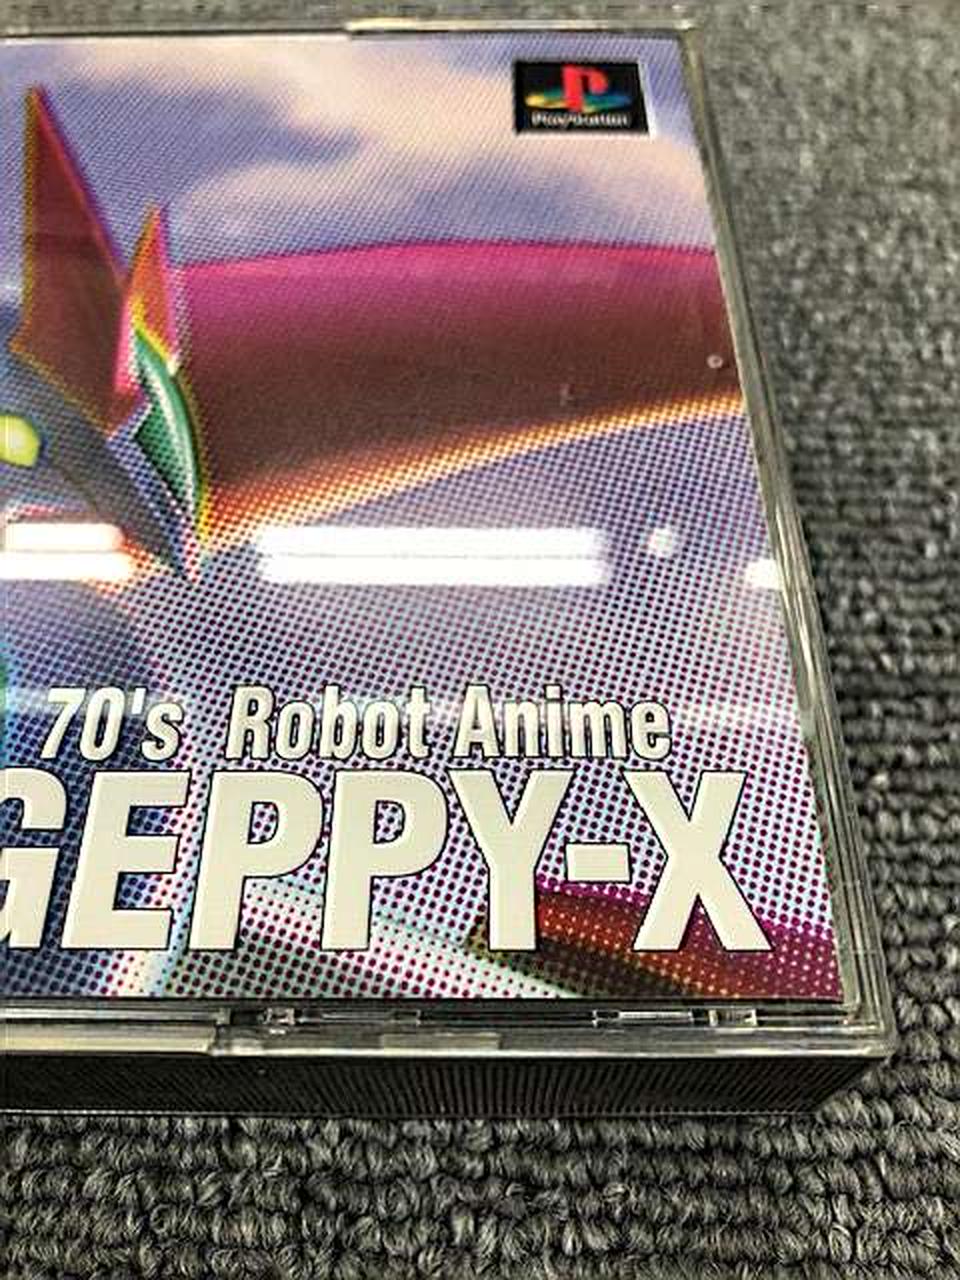 PlayStation
70's Robot Anime
GEPPY-X